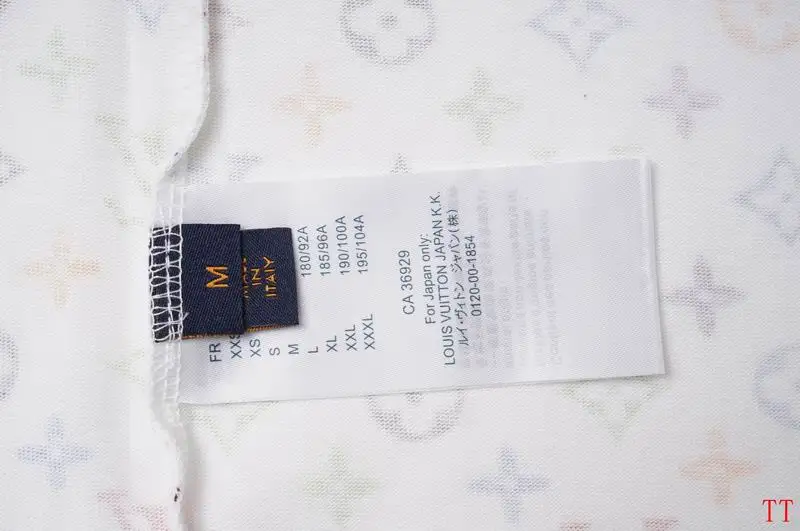 M
IN
ITALY
FR
XXS
XS
S
M
L 180/92A
XL 185/96A
XXL 190/100A
XXXL 195/104A
CA 36929
For Japan only:
LOUIS VUITTON JAPAN K.K.
ルイ・ヴィトン ジャパン(株)
0120-00-1854
TT